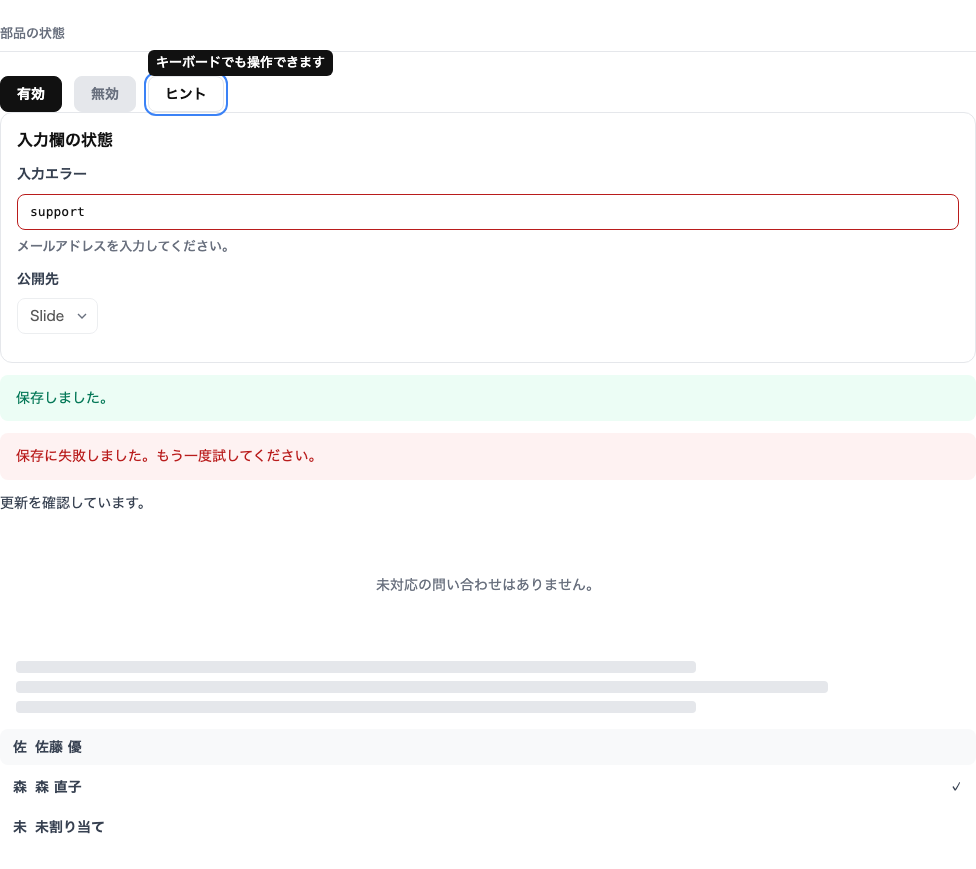 部品の状態
キーボードでも操作できます
有効
無効
ヒント
入力欄の状態
入力エラー
support
メールアドレスを入力してください。
公開先
Slide
保存しました。
保存に失敗しました。もう一度試してください。
更新を確認しています。
未対応の問い合わせはありません。
佐 佐藤 優
森 森 直子 ✓
未 未割り当て